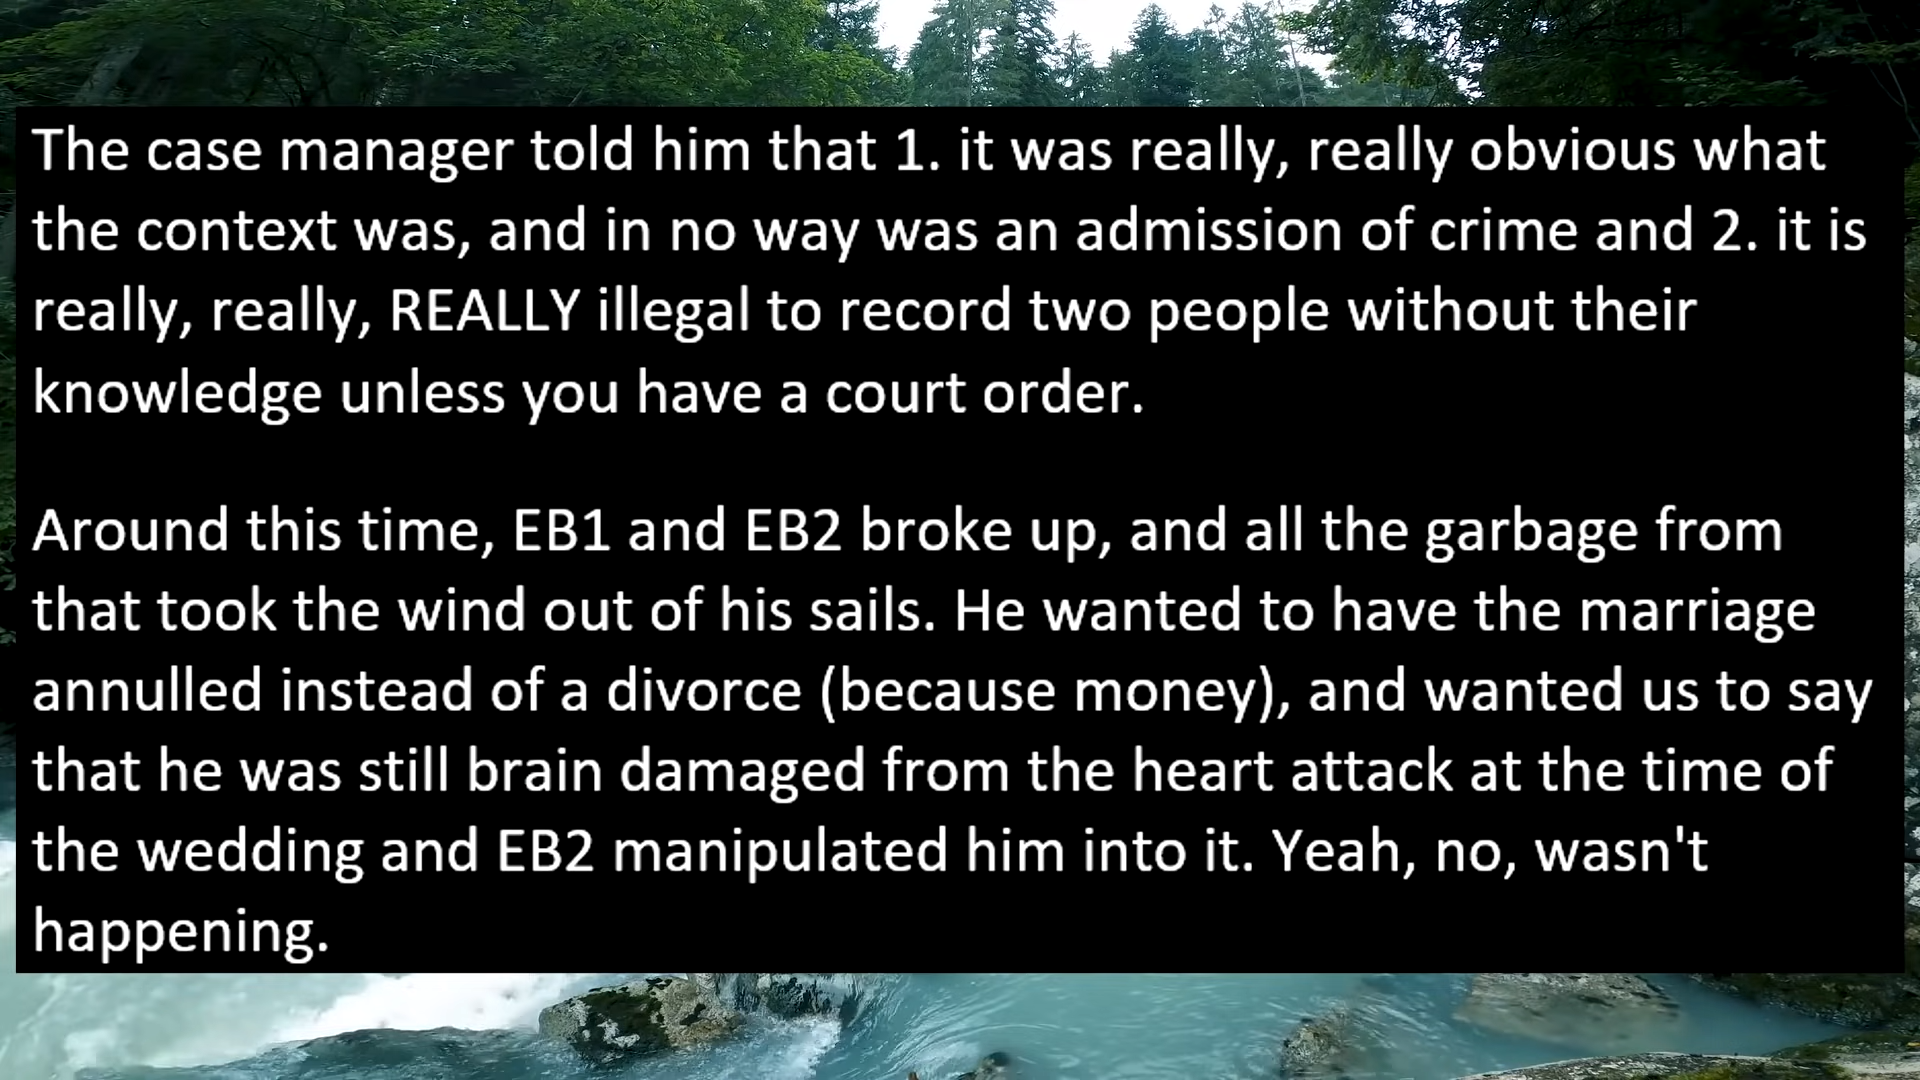 The case manager told him that 1. it was really, really obvious what
the context was, and in no way was an admission of crime and 2. it is
really, really, REALLY illegal to record two people without their
knowledge unless you have a court order.
Around this time, EB1 and EB2 broke up, and all the garbage from
that took the wind out of his sails. He wanted to have the marriage
annulled instead of a divorce (because money), and wanted us to say
that he was still brain damaged from the heart attack at the time of
the wedding and EB2 manipulated him into it. Yeah, no, wasn't
happening.